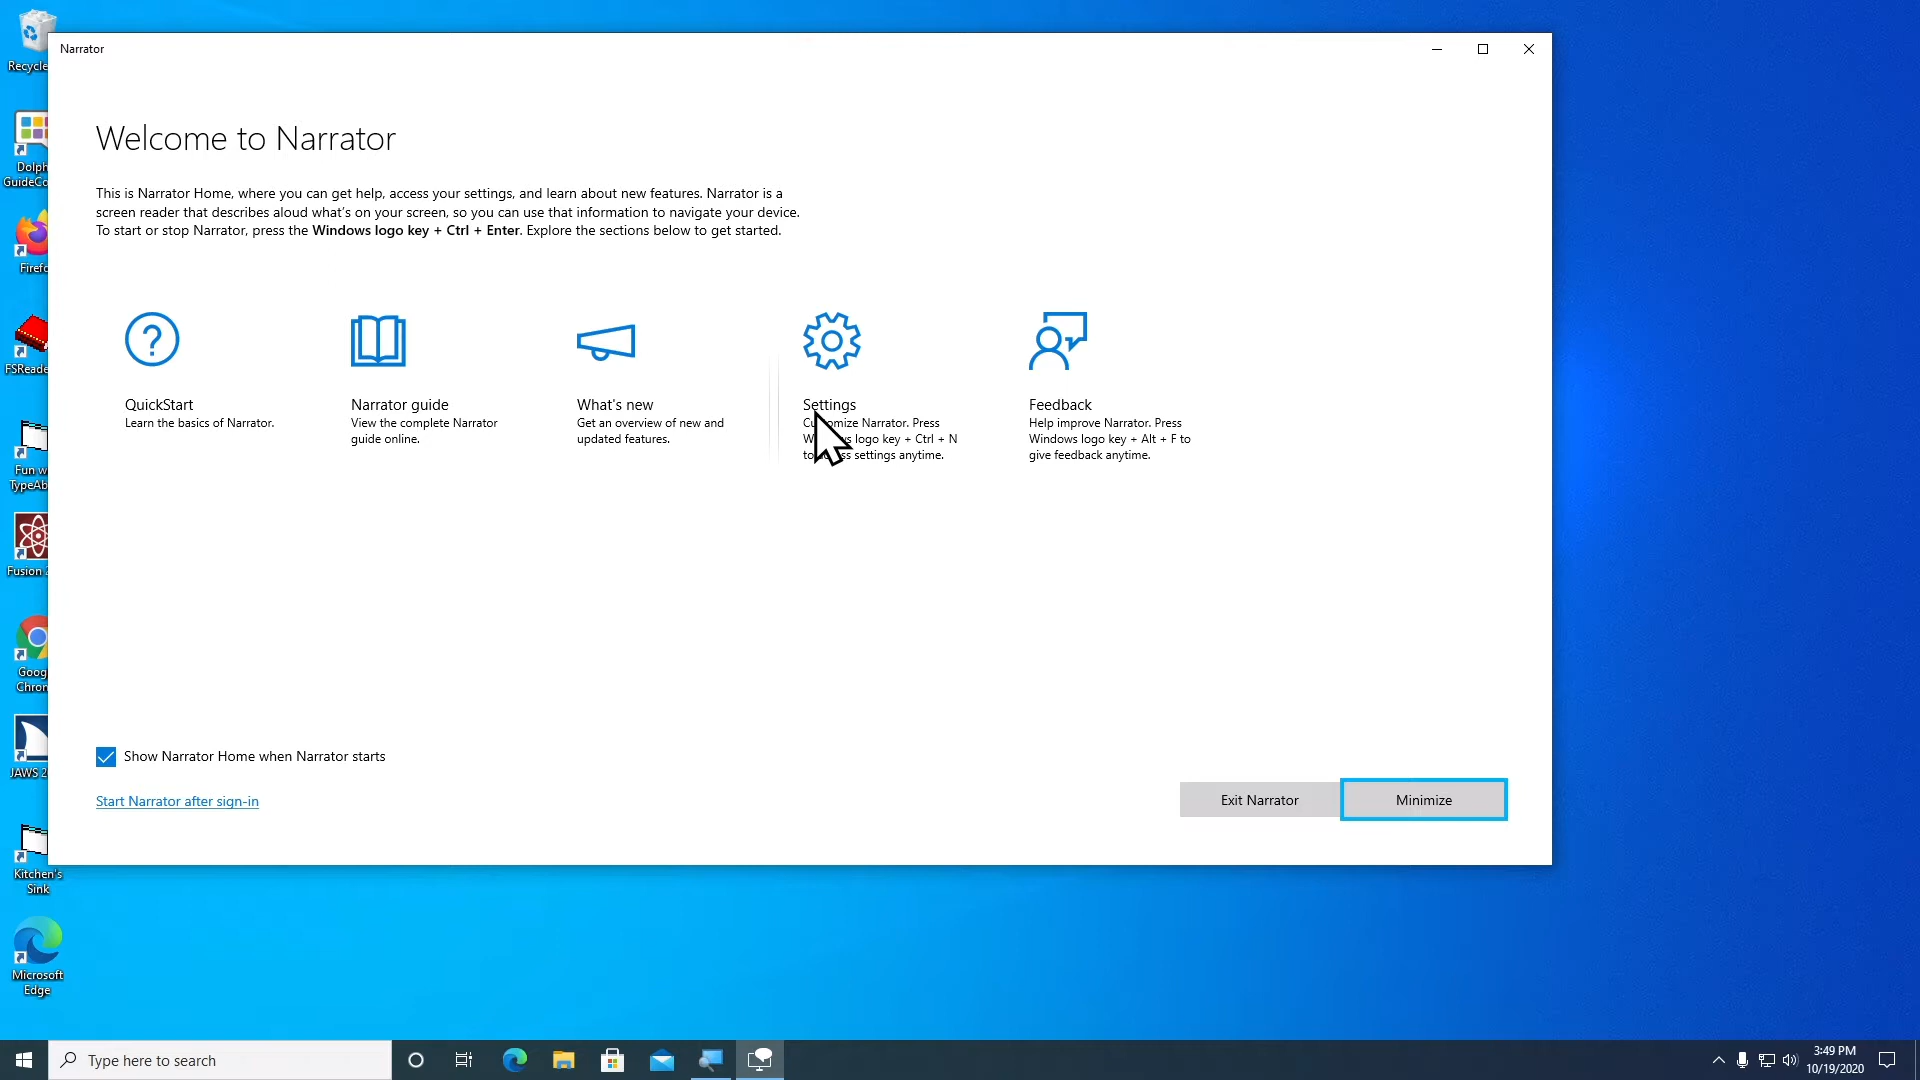 Narrator
Welcome to Narrator
This is Narrator Home, where you can get help, access your settings, and learn about new features. Narrator is a
screen reader that describes aloud what's on your screen, so you can use that information to navigate your device.
To start or stop Narrator, press the Windows logo key + Ctrl + Enter. Explore the sections below to get started.
QuickStart
Learn the basics of Narrator.
Narrator guide
View the complete Narrator
guide online.
What's new
Get an overview of new and
updated features.
Settings
Narrator. Press
logo key + Ctrl + N
settings anytime.
Feedback
Help improve Narrator. Press
Windows logo key + Alt + F to
give feedback anytime.
Show Narrator Home when Narrator starts
Start Narrator after sign-in
Exit Narrator
Minimize
Recycle
Dolph
GuideCo
Firefo
FSReade
Fun w
TypeAb
Fusion 2
Goog
Chrom
JAWS 2
Kitchen's
Sink
Microsoft
Edge
Type here to search
3:49 PM
10/19/2020